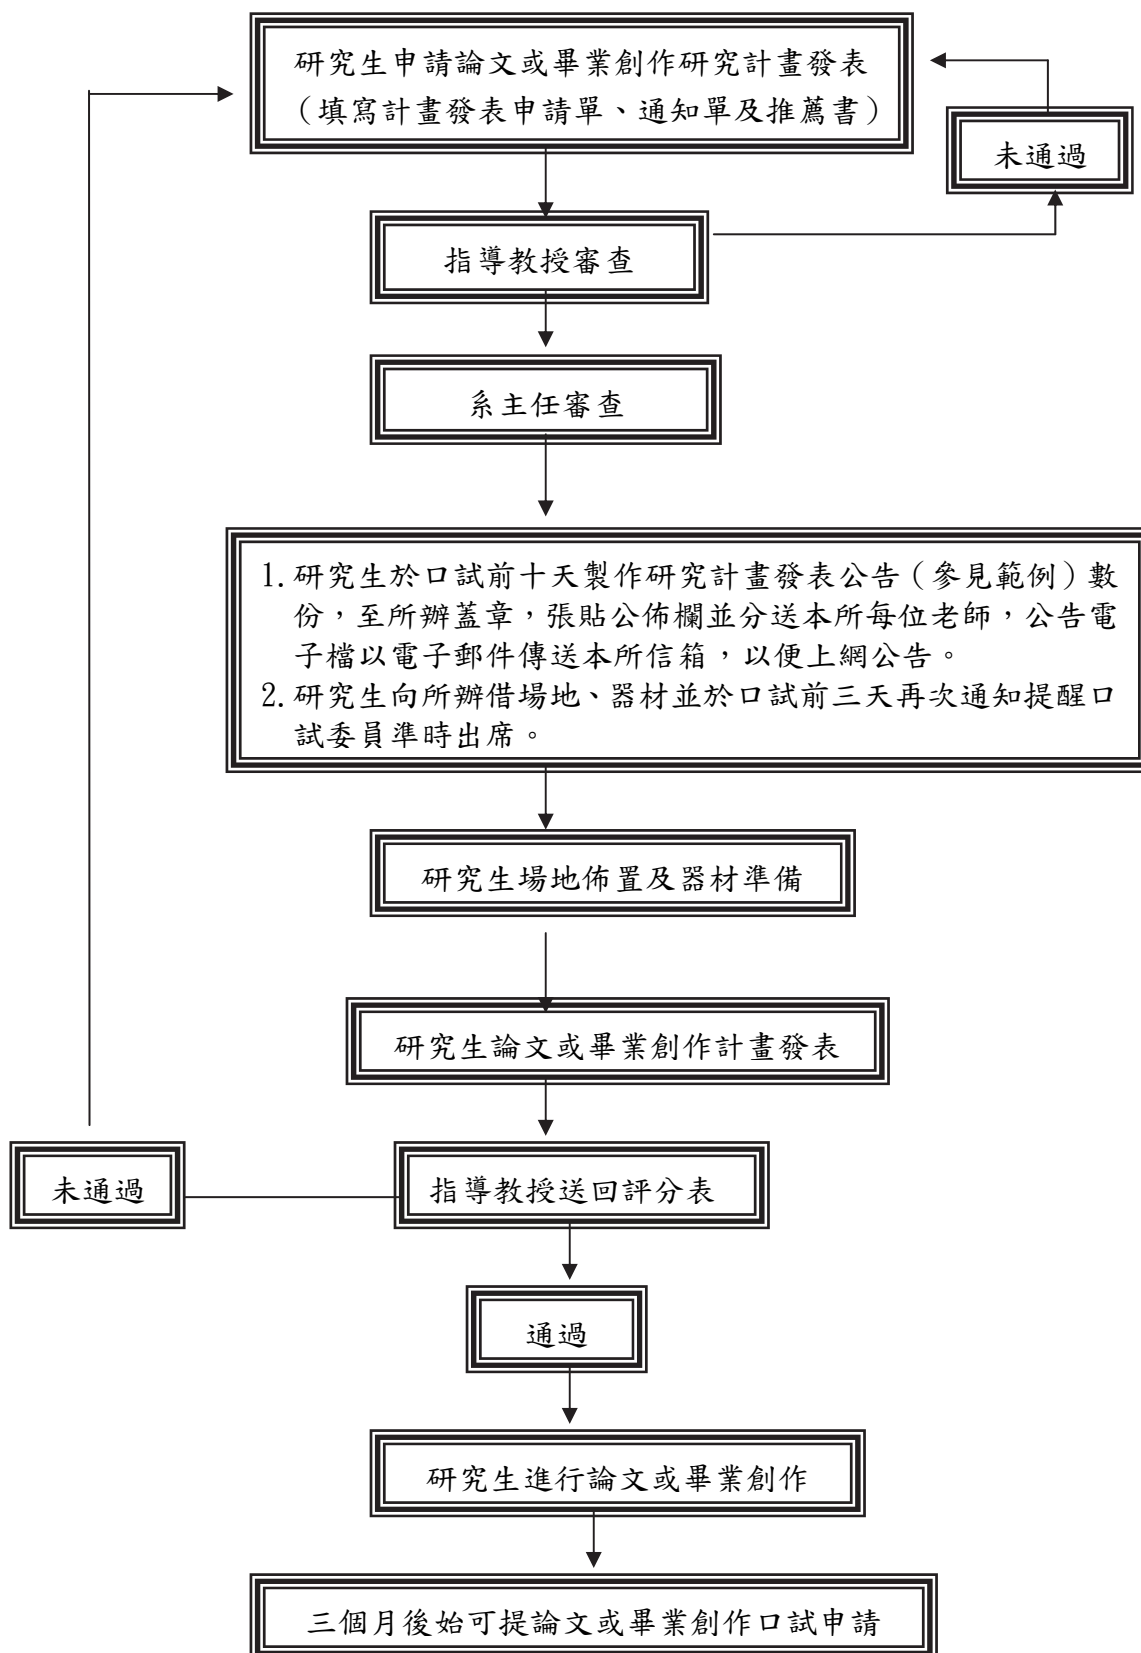 研究生申請論文或畢業創作研究計畫發表
（填寫計畫發表申請單、通知單及推薦書）
未通過
指導教授審查
系主任審查
1.研究生於口試前十天製作研究計畫發表公告（參見範例）數
份，至所辦蓋章，張貼公佈欄並分送本所每位老師，公告電
子檔以電子郵件傳送本所信箱，以便上網公告。
2.研究生向所辦借場地、器材並於口試前三天再次通知提醒口
試委員準時出席。
研究生場地佈置及器材準備
研究生論文或畢業創作計畫發表
未通過
指導教授送回評分表
通過
研究生進行論文或畢業創作
三個月後始可提論文或畢業創作口試申請